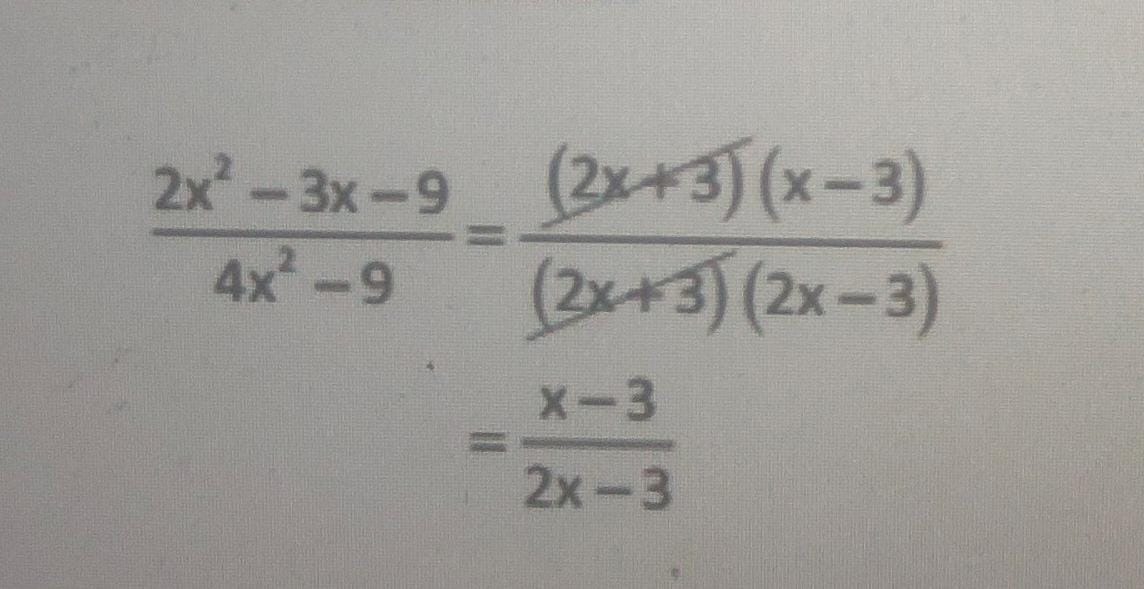 2x² − 3x − 9 / 4x² − 9 = (2x + 3)(x − 3) / (2x + 3)(2x − 3)
= x − 3 / 2x − 3